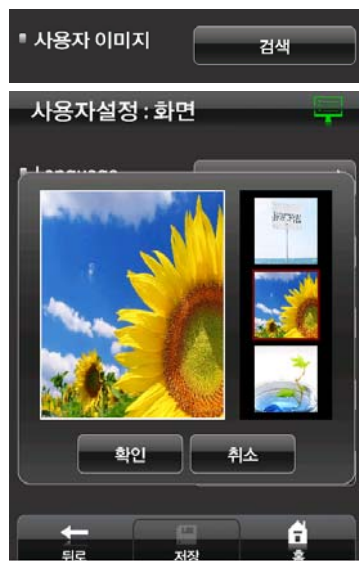 사용자 이미지
검색
사용자설정 : 화면
Language
확인
취소
뒤로
저장
홈